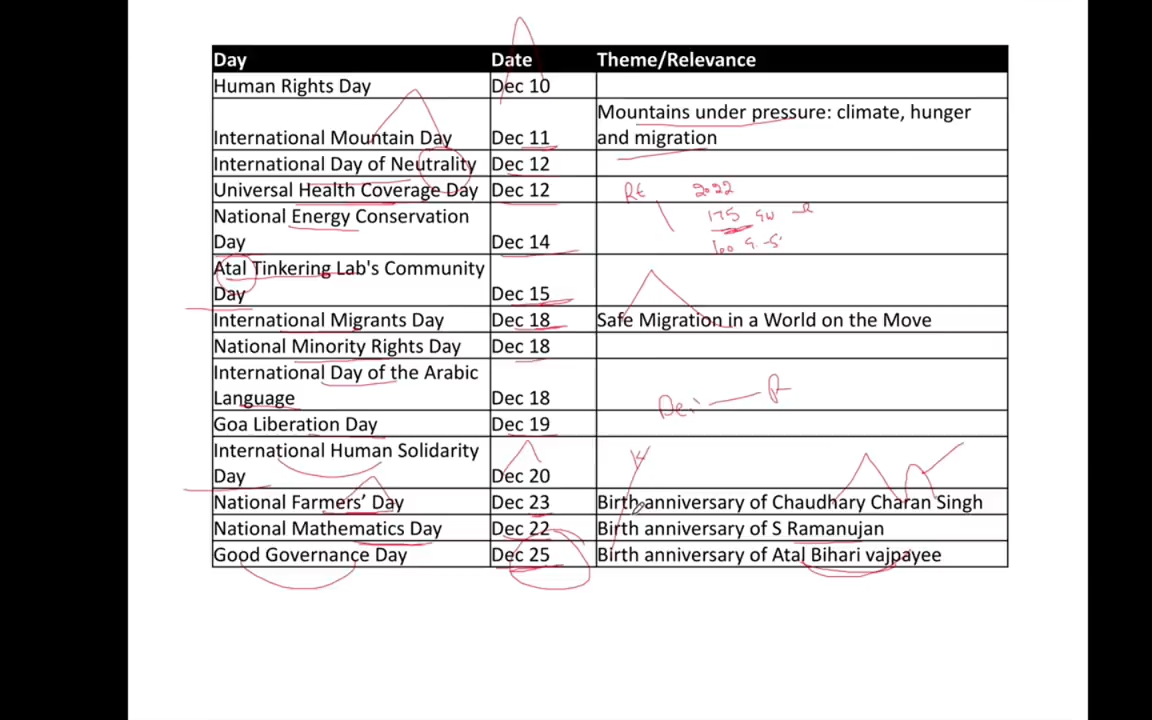 Day Date Theme/Relevance
Human Rights Day Dec 10
Mountains under pressure: climate, hunger
International Mountain Day Dec 11 and migration
International Day of Neutrality Dec 12
Universal Health Coverage Day Dec 12
RE 2022
National Energy Conservation
175 GW
Day Dec 14
100 G
Atal Tinkering Lab's Community
Day Dec 15
International Migrants Day Dec 18 Safe Migration in a World on the Move
National Minority Rights Day Dec 18
International Day of the Arabic
Language Dec 18
Goa Liberation Day Dec 19
International Human Solidarity
Day Dec 20
National Farmers’ Day Dec 23 Birth anniversary of Chaudhary Charan Singh
National Mathematics Day Dec 22 Birth anniversary of S Ramanujan
Good Governance Day Dec 25 Birth anniversary of Atal Bihari vajpayee